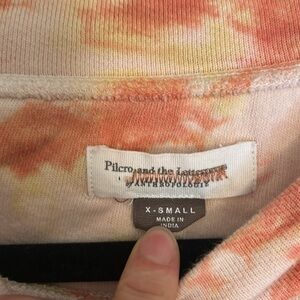 Pilcro and the Letterpress
BY ANTHROPOLOGIE
X-SMALL
MADE IN
INDIA